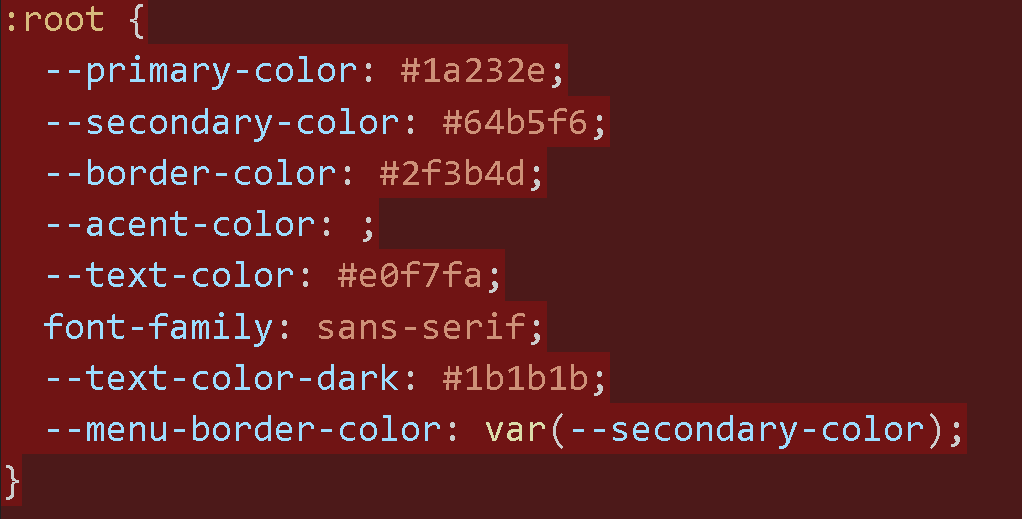 :root {
  --primary-color: #1a232e;
  --secondary-color: #64b5f6;
  --border-color: #2f3b4d;
  --acent-color: ;
  --text-color: #e0f7fa;
  font-family: sans-serif;
  --text-color-dark: #1b1b1b;
  --menu-border-color: var(--secondary-color);
}